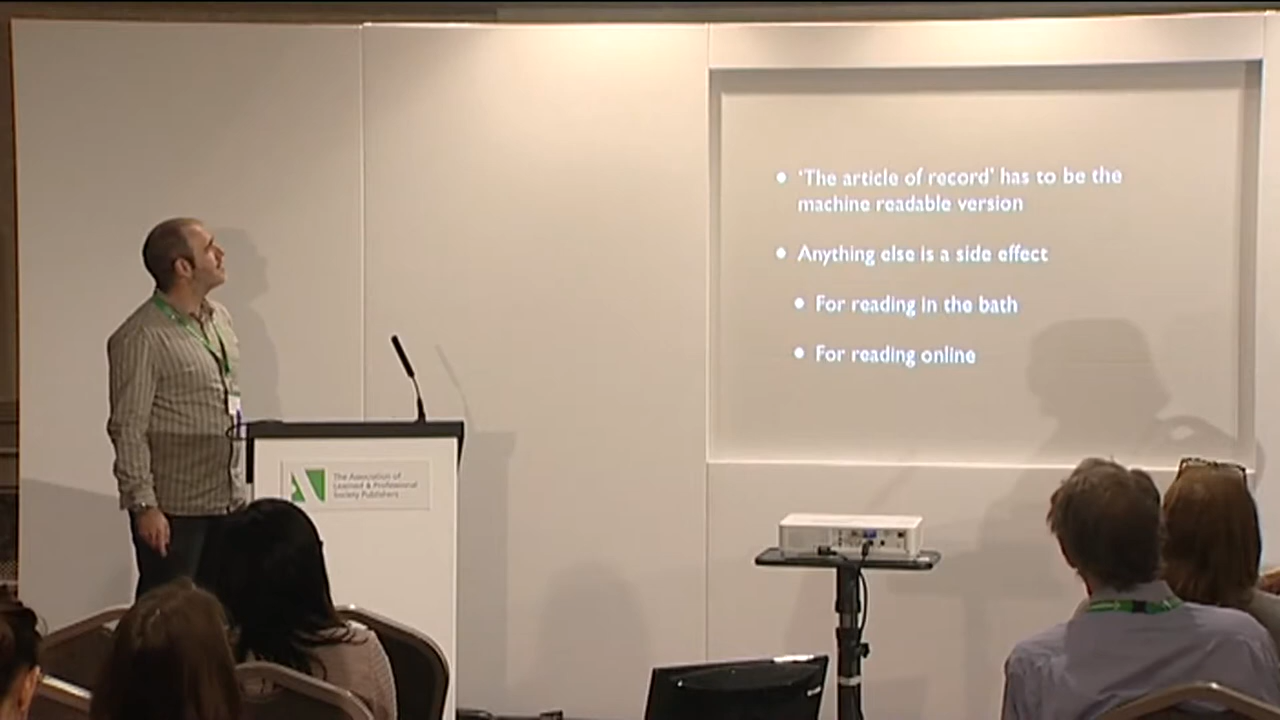 • 'The article of record' has to be the
machine readable version
• Anything else is a side effect
• For reading in the bath
• For reading online
The Association of
Learned & Professional
Society Publishers